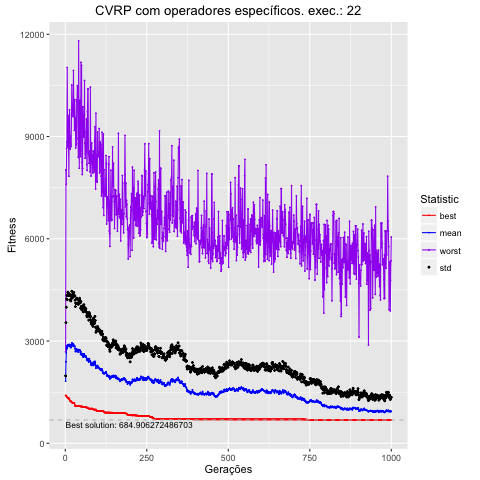 CVRP com operadores específicos. exec.: 22
12000
9000
6000
3000
0
Fitness
Best solution: 684.906272486703
0
250
500
750
1000
Gerações
Statistic
best
mean
worst
std